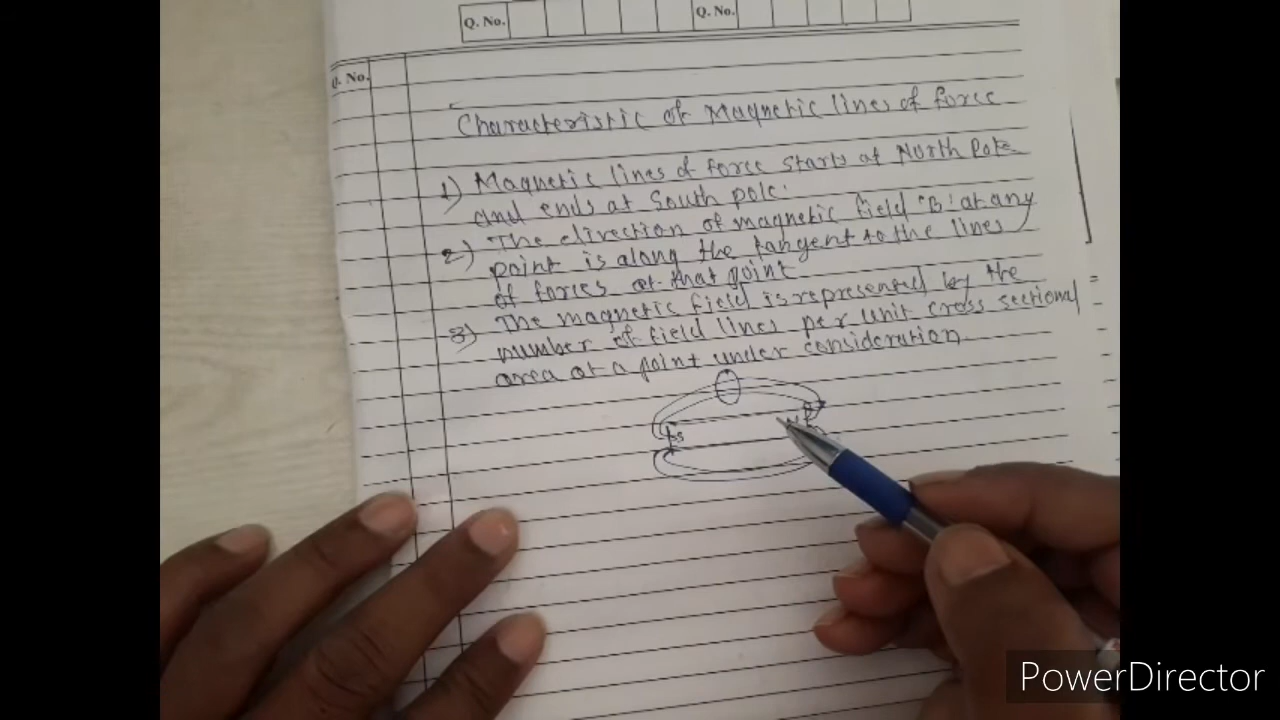 Q. No.
Q. No.
Q. No.
Characteristic of Magnetic lines of force
1) Magnetic lines of force starts at North Pole
and ends at south pole.
2) The direction of magnetic field 'B' at any
point is along the tangent to the lines
of forces at that point
3) The magnetic field is represented by the
number of field lines per unit cross sectional
area at a point under consideration.
S
N
PowerDirector